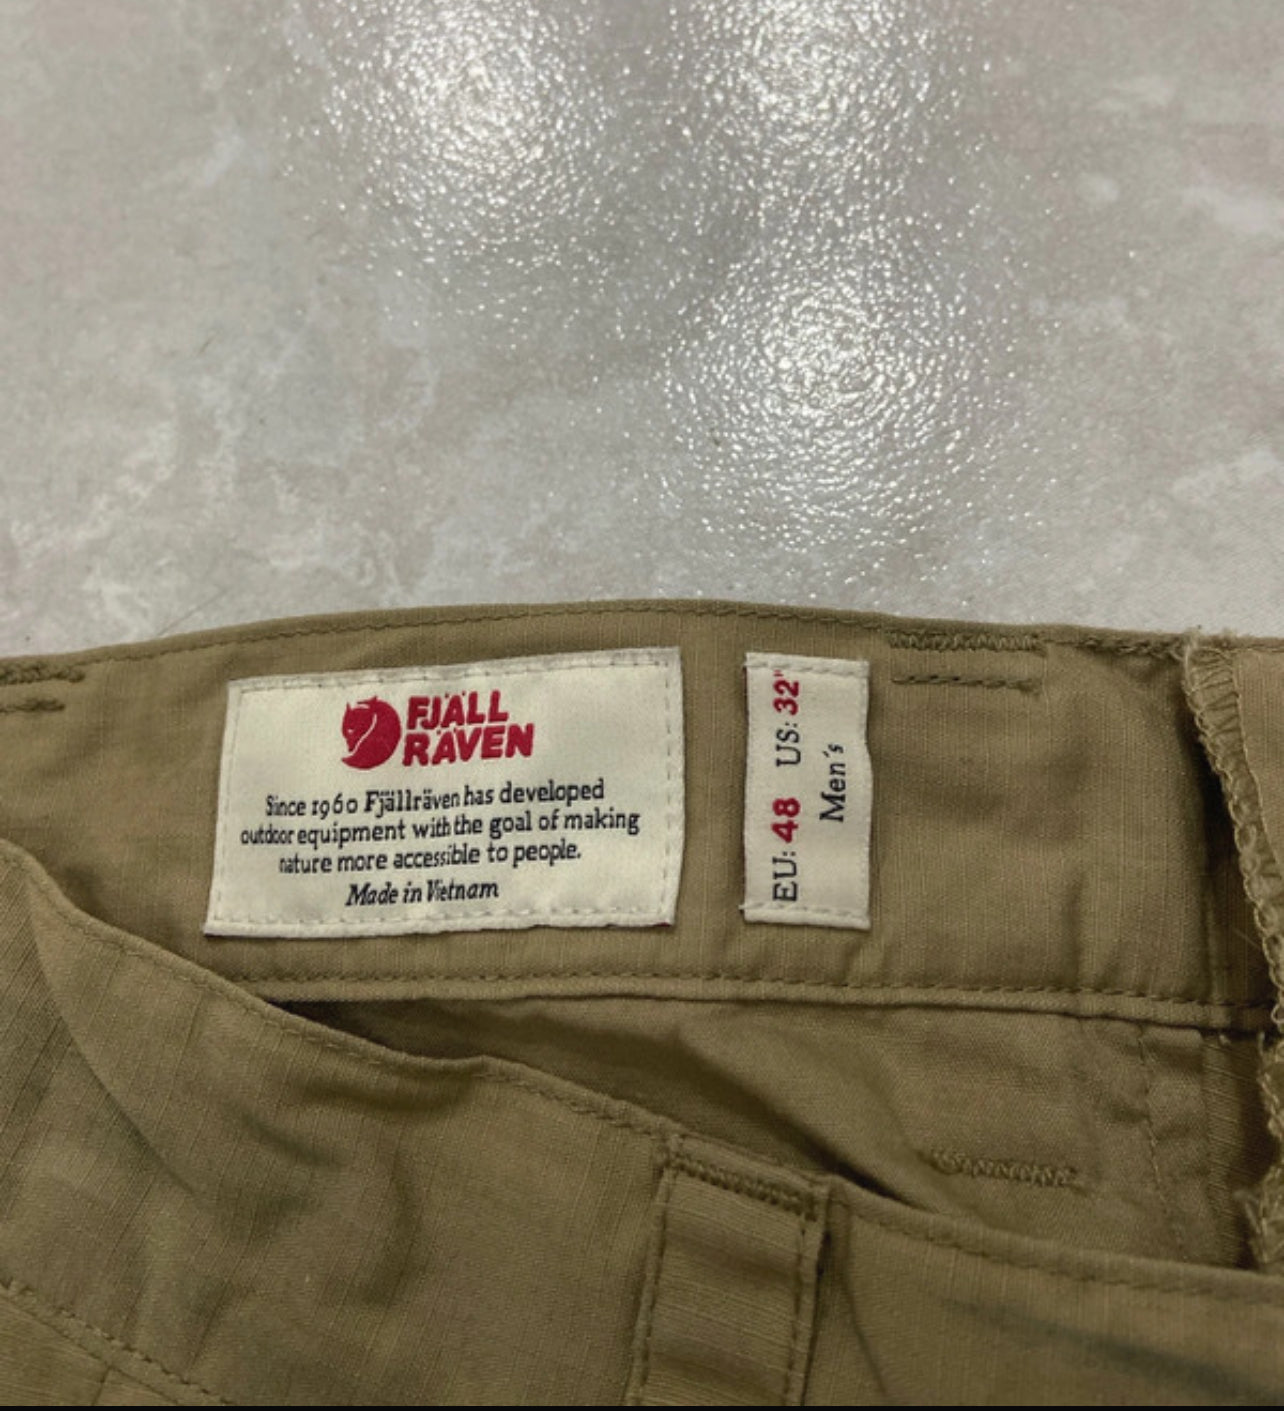 FJÄLL
RÄVEN
Since 1960 Fjällräven has developed
outdoor equipment with the goal of making
nature more accessible to people.
Made in Vietnam
EU: 48 US: 32"
Men's